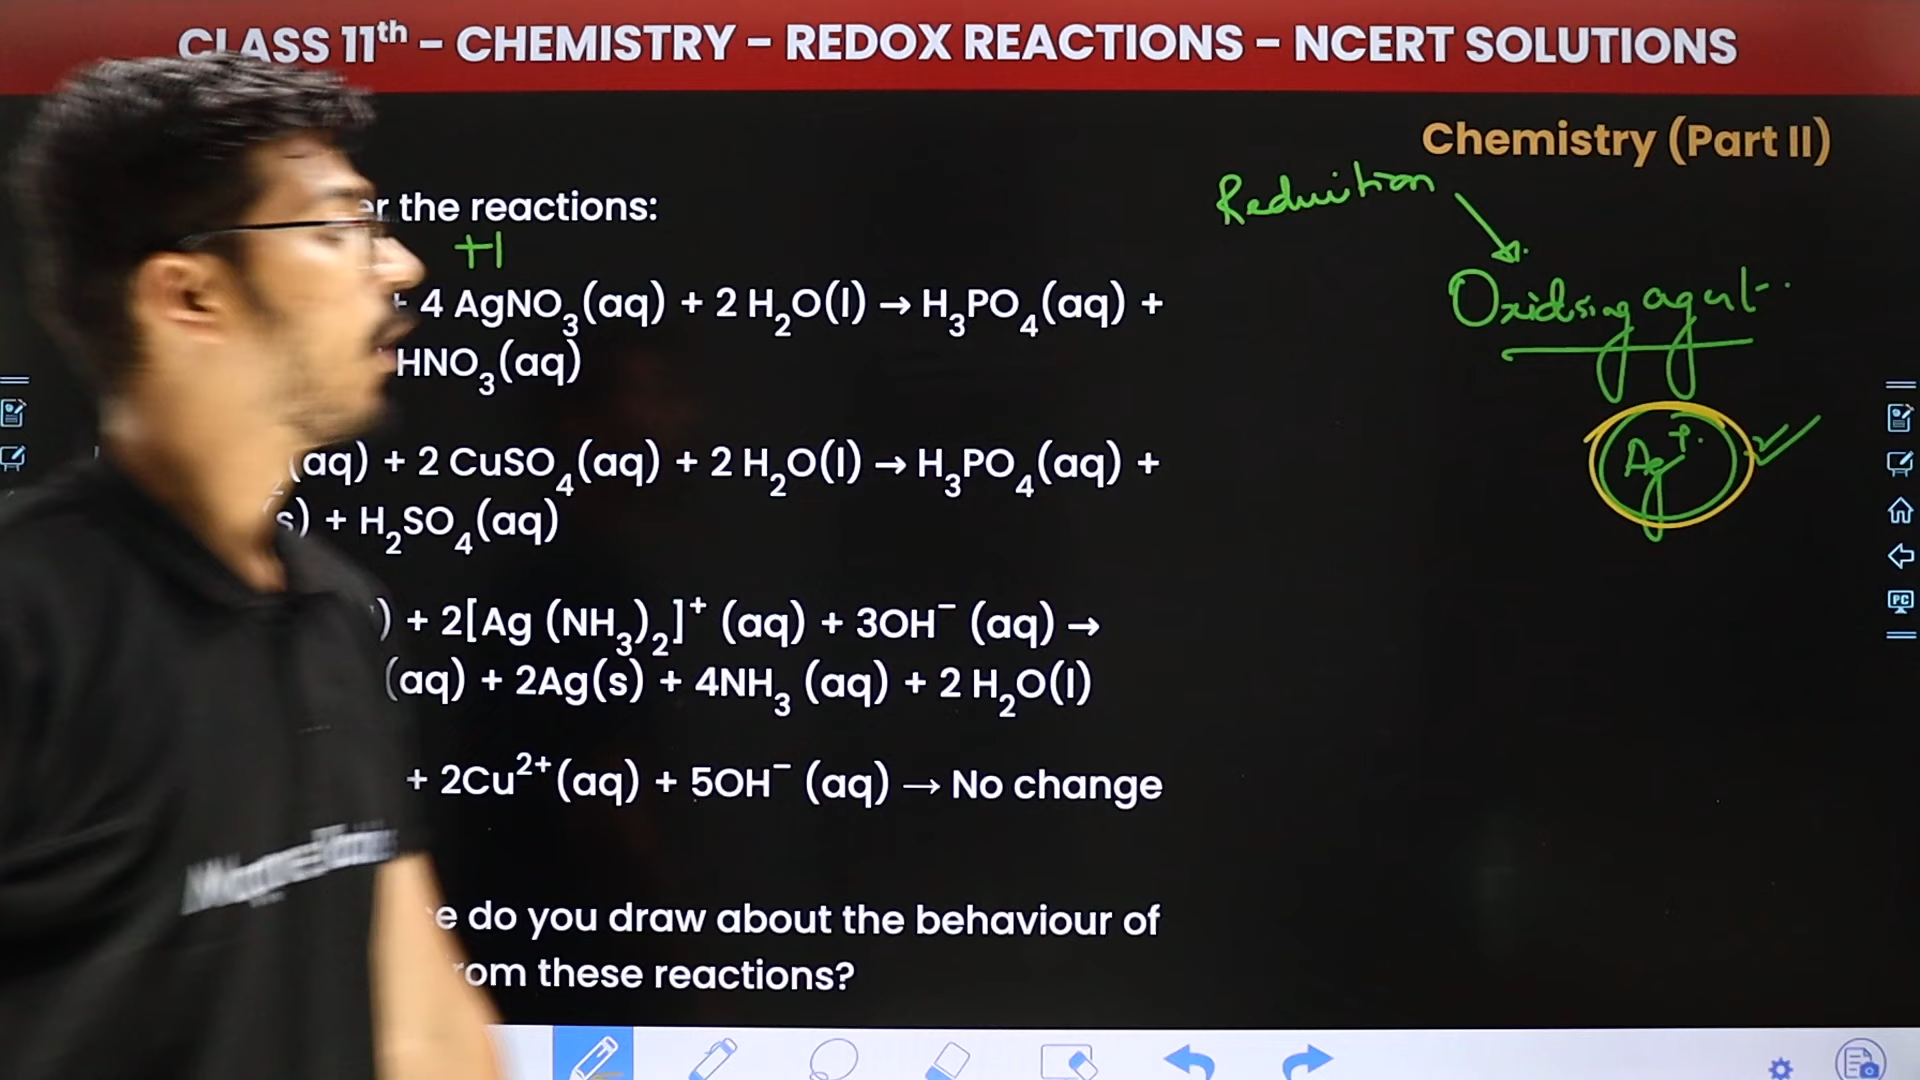 CLASS 11th – CHEMISTRY – REDOX REACTIONS – NCERT SOLUTIONS
Chemistry (Part II)
Reduction
the reactions:
+1
Oxidising agent
4 AgNO₃(aq) + 2 H₂O(l) → H₃PO₄(aq) +
HNO₃(aq)
Ag⁺
(aq) + 2 CuSO₄(aq) + 2 H₂O(l) → H₃PO₄(aq) +
+ H₂SO₄(aq)
+ 2[Ag (NH₃)₂]⁺ (aq) + 3OH⁻ (aq) →
(aq) + 2Ag(s) + 4NH₃ (aq) + 2 H₂O(l)
+ 2Cu²⁺(aq) + 5OH⁻ (aq) → No change
do you draw about the behaviour of
these reactions?
PC